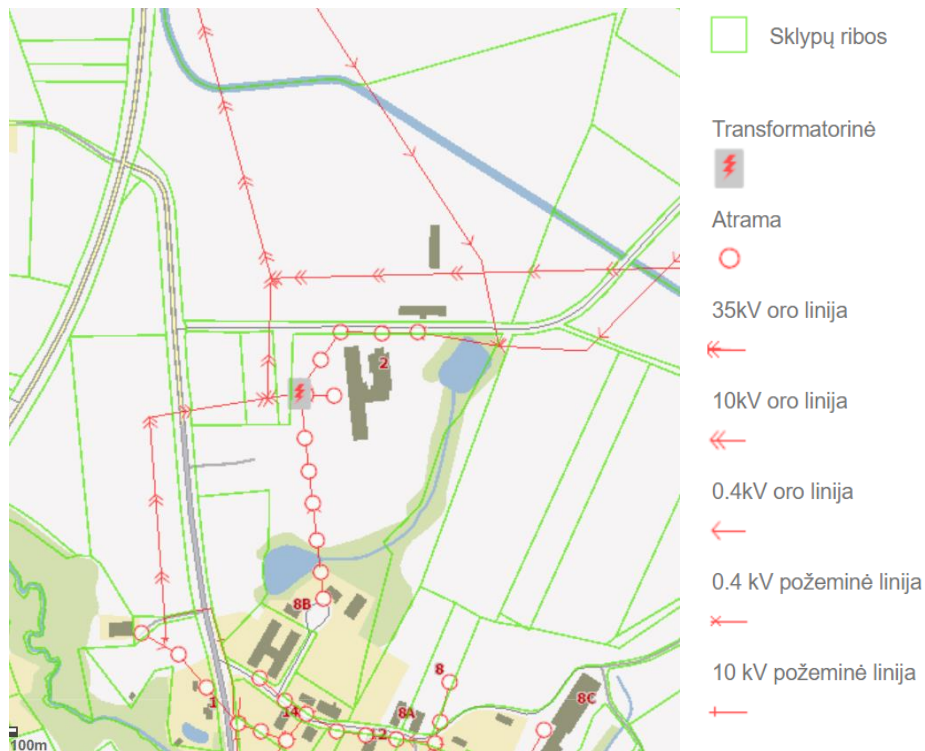 Sklypų ribos
Transformatorinė
Atrama
35kV oro linija
10kV oro linija
0.4kV oro linija
0.4 kV požeminė linija
10 kV požeminė linija
2
8B
8
1
14
8A
12
8C
100m